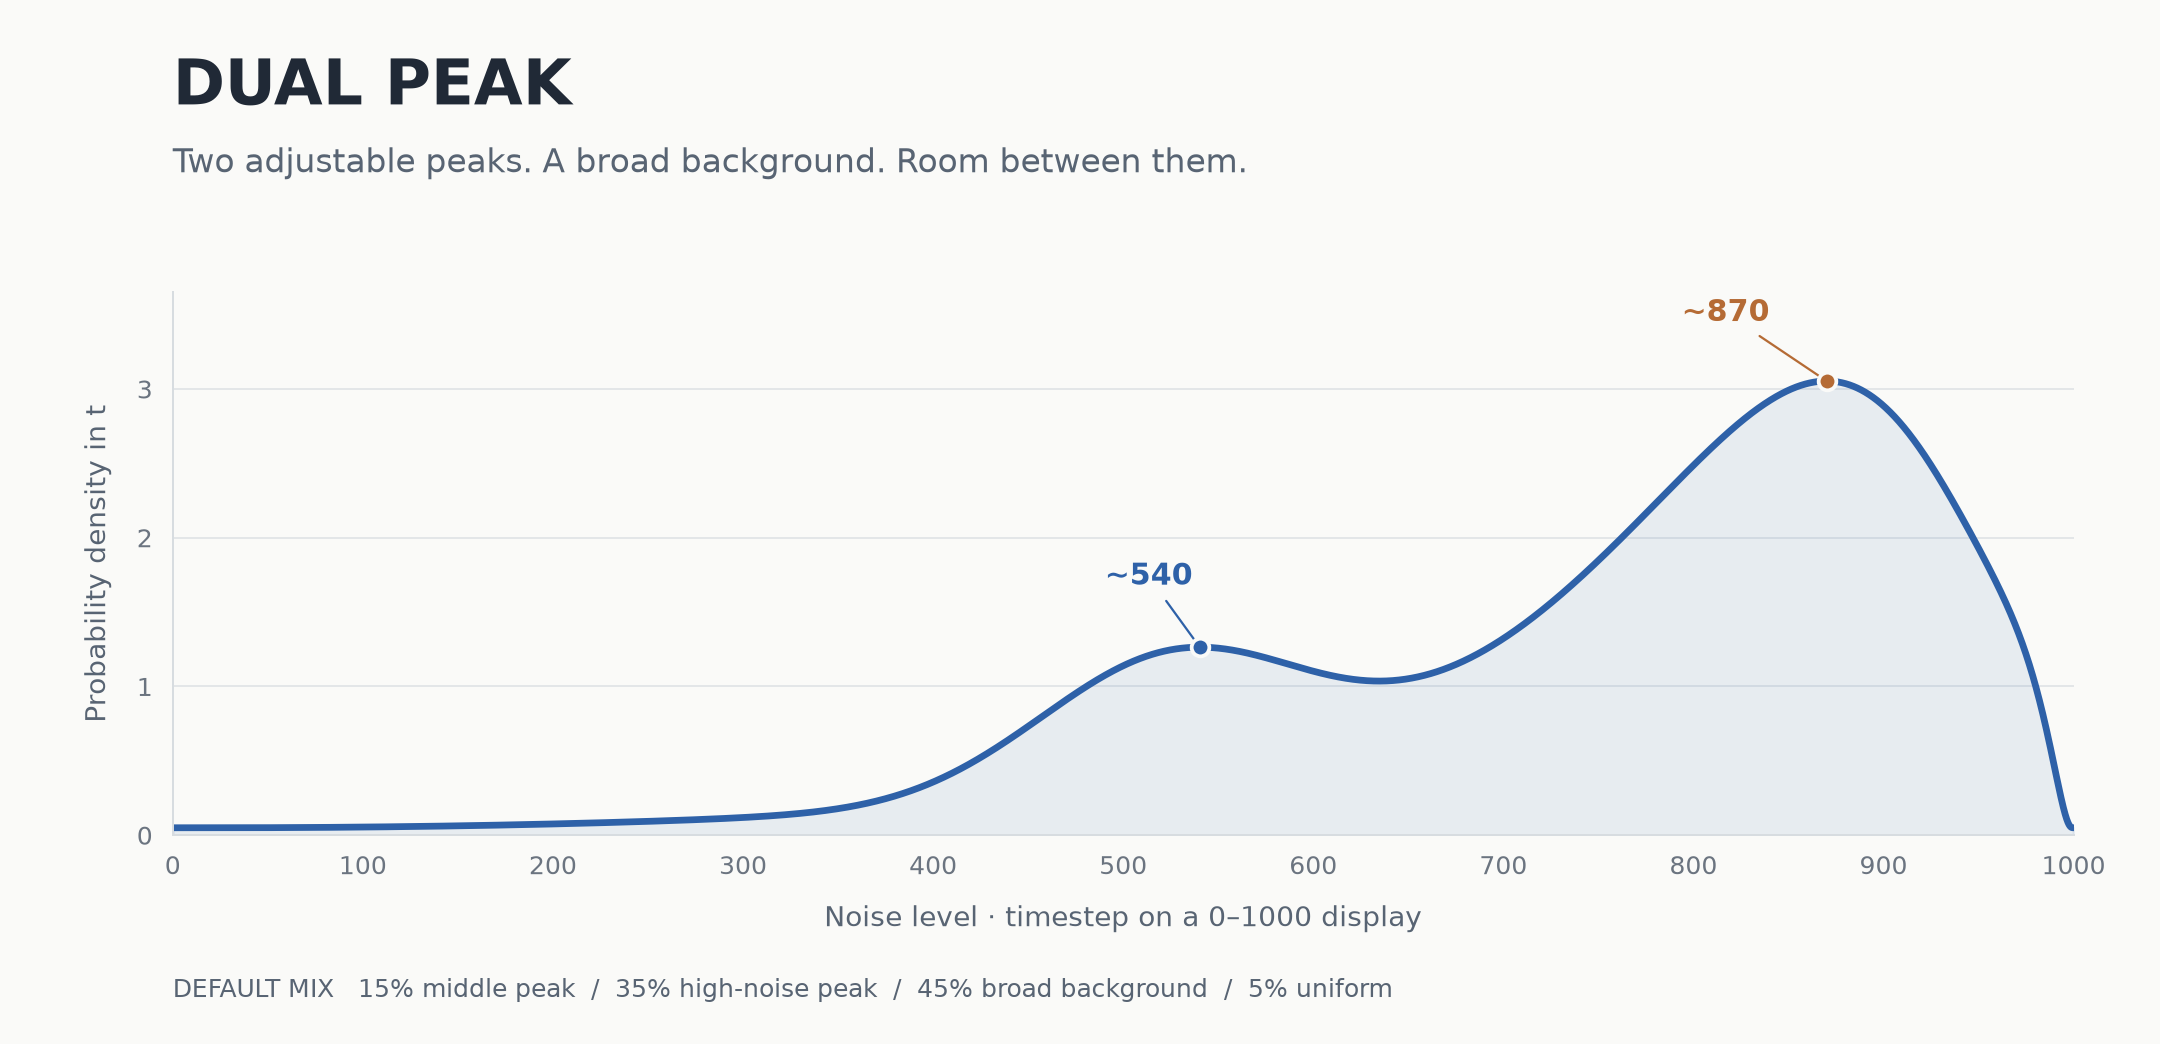 DUAL PEAK
Two adjustable peaks. A broad background. Room between them.
~870
~540
Probability density in t
3
2
1
0
0 100 200 300 400 500 600 700 800 900 1000
Noise level · timestep on a 0–1000 display
DEFAULT MIX 15% middle peak / 35% high-noise peak / 45% broad background / 5% uniform